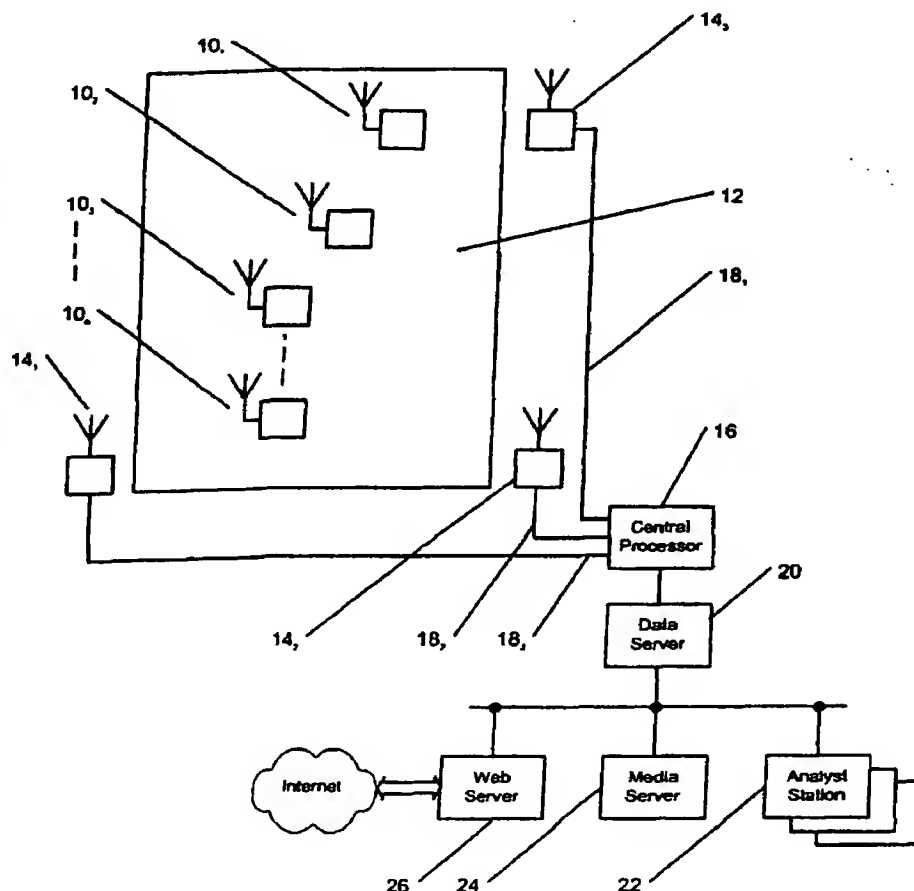 10
14
10
10
12
18
10
14
16
Central
Processor
20
14
18
18
Data
Server
Internet
Web
Server
Media
Server
Analyst
Station
26
24
22